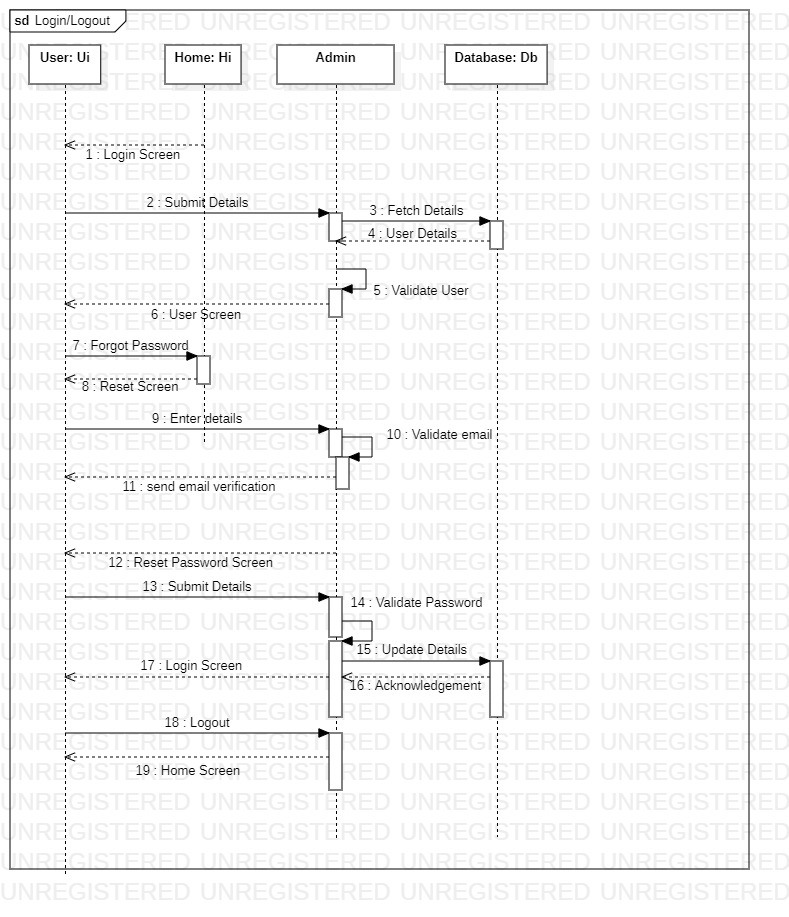 sd Login/Logout
User: Ui
Home: Hi
Admin
Database: Db
1 : Login Screen
2 : Submit Details
3 : Fetch Details
4 : User Details
5 : Validate User
6 : User Screen
7 : Forgot Password
8 : Reset Screen
9 : Enter details
10 : Validate email
11 : send email verification
12 : Reset Password Screen
13 : Submit Details
14 : Validate Password
15 : Update Details
17 : Login Screen
16 : Acknowledgement
18 : Logout
19 : Home Screen
UNREGISTERED